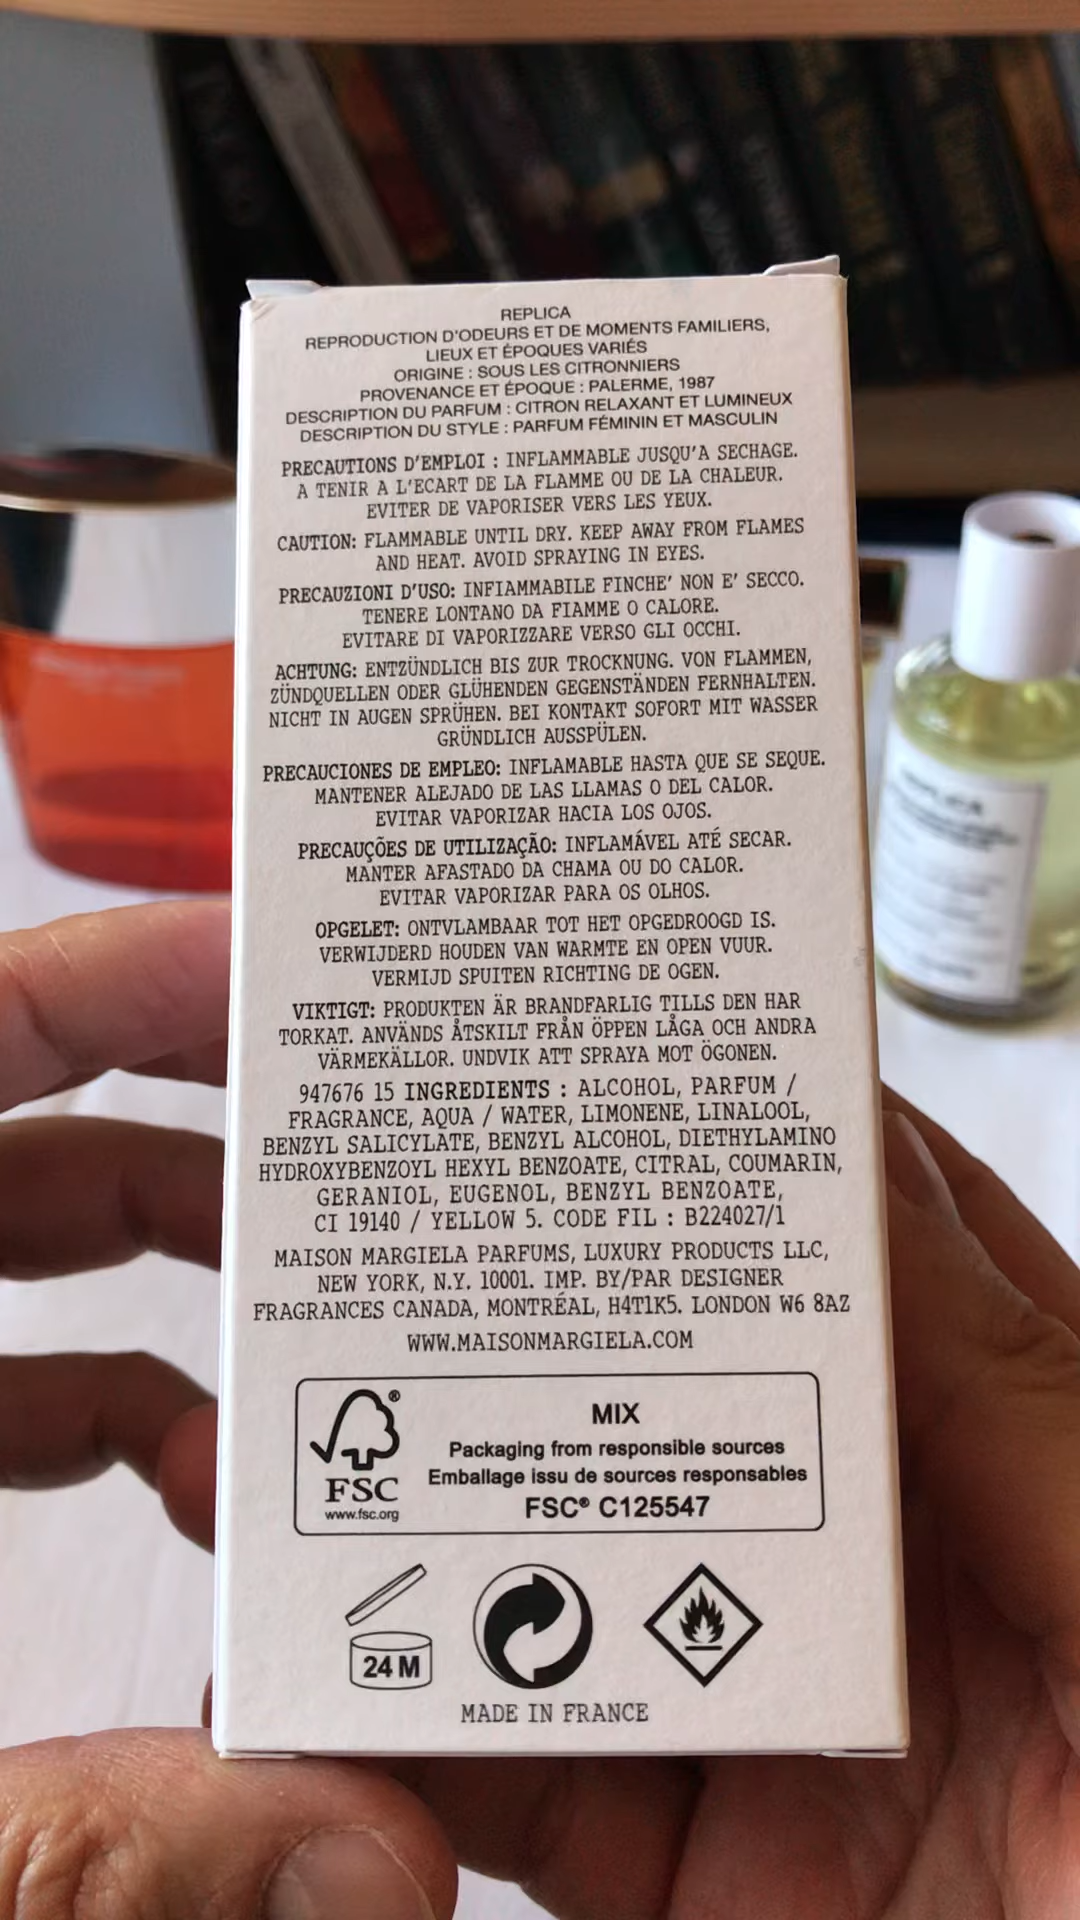 REPLICA
REPRODUCTION D'ODEURS ET DE MOMENTS FAMILIERS,
LIEUX ET ÉPOQUES VARIÉS
ORIGINE : SOUS LES CITRONNIERS
PROVENANCE ET ÉPOQUE : PALERME, 1987
DESCRIPTION DU PARFUM : CITRON RELAXANT ET LUMINEUX
DESCRIPTION DU STYLE : PARFUM FÉMININ ET MASCULIN
PRECAUTIONS D'EMPLOI : INFLAMMABLE JUSQU'A SECHAGE.
A TENIR A L'ECART DE LA FLAMME OU DE LA CHALEUR.
EVITER DE VAPORISER VERS LES YEUX.
CAUTION: FLAMMABLE UNTIL DRY. KEEP AWAY FROM FLAMES
AND HEAT. AVOID SPRAYING IN EYES.
PRECAUZIONI D'USO: INFIAMMABILE FINCHE' NON E' SECCO.
TENERE LONTANO DA FIAMME O CALORE.
EVITARE DI VAPORIZZARE VERSO GLI OCCHI.
ACHTUNG: ENTZÜNDLICH BIS ZUR TROCKNUNG. VON FLAMMEN,
ZÜNDQUELLEN ODER GLÜHENDEN GEGENSTÄNDEN FERNHALTEN.
NICHT IN AUGEN SPRÜHEN. BEI KONTAKT SOFORT MIT WASSER
GRÜNDLICH AUSSPÜLEN.
PRECAUCIONES DE EMPLEO: INFLAMABLE HASTA QUE SE SEQUE.
MANTENER ALEJADO DE LAS LLAMAS O DEL CALOR.
EVITAR VAPORIZAR HACIA LOS OJOS.
PRECAUÇÕES DE UTILIZAÇÃO: INFLAMÁVEL ATÉ SECAR.
MANTER AFASTADO DA CHAMA OU DO CALOR.
EVITAR VAPORIZAR PARA OS OLHOS.
OPGELET: ONTVLAMBAAR TOT HET OPGEDROOGD IS.
VERWIJDERD HOUDEN VAN WARMTE EN OPEN VUUR.
VERMIJD SPUITEN RICHTING DE OGEN.
VIKTIGT: PRODUKTEN ÄR BRANDFARLIG TILLS DEN HAR
TORKAT. ANVÄNDS ÅTSKILT FRÅN ÖPPEN LÅGA OCH ANDRA
VÄRMEKÄLLOR. UNDVIK ATT SPRAYA MOT ÖGONEN.
947676 15 INGREDIENTS : ALCOHOL, PARFUM /
FRAGRANCE, AQUA / WATER, LIMONENE, LINALOOL,
BENZYL SALICYLATE, BENZYL ALCOHOL, DIETHYLAMINO
HYDROXYBENZOYL HEXYL BENZOATE, CITRAL, COUMARIN,
GERANIOL, EUGENOL, BENZYL BENZOATE,
CI 19140 / YELLOW 5. CODE FIL : B224027/1
MAISON MARGIELA PARFUMS, LUXURY PRODUCTS LLC,
NEW YORK, N.Y. 10001. IMP. BY/PAR DESIGNER
FRAGRANCES CANADA, MONTRÉAL, H4T1K5. LONDON W6 8AZ
WWW.MAISONMARGIELA.COM
®
FSC
www.fsc.org
MIX
Packaging from responsible sources
Emballage issu de sources responsables
FSC® C125547
24 M
MADE IN FRANCE
REPLICA